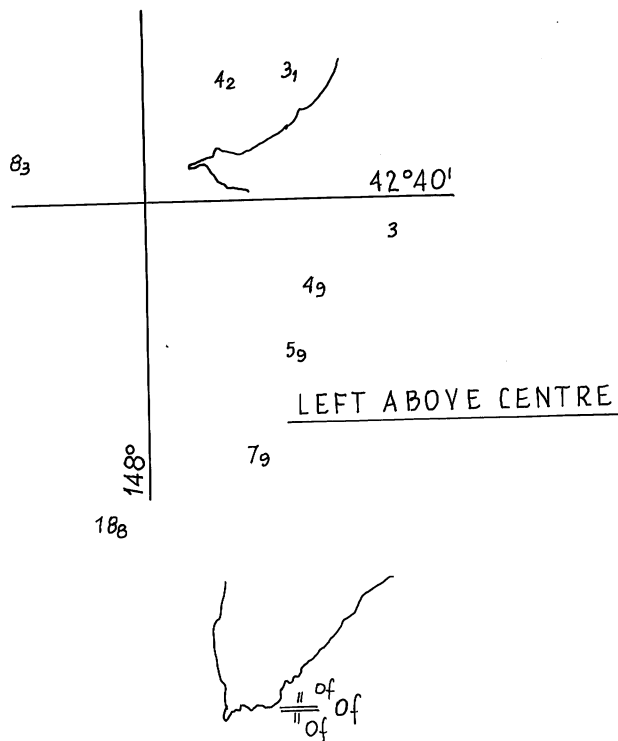 4₂ 3₁
8₃
42°40'
3
4₉
5₉
LEFT ABOVE CENTRE
7₉
148°
18₈
" Of
Of
" Of